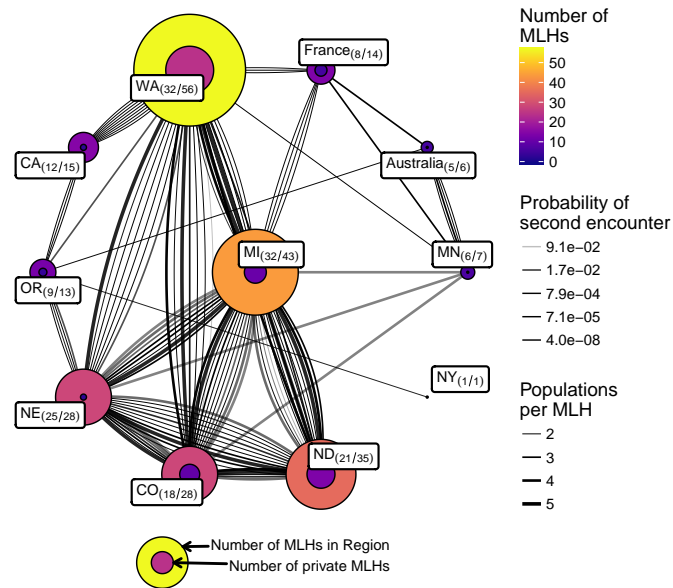 WA(32/56)
France(8/14)
CA(12/15)
Australia(5/6)
MI(32/43)
MN(6/7)
OR(9/13)
NY(1/1)
NE(25/28)
ND(21/35)
CO(18/28)
Number of MLHs in Region
Number of private MLHs
Number of
MLHs
50
40
30
20
10
0
Probability of
second encounter
9.1e−02
1.7e−02
7.9e−04
7.1e−05
4.0e−08
Populations
per MLH
2
3
4
5